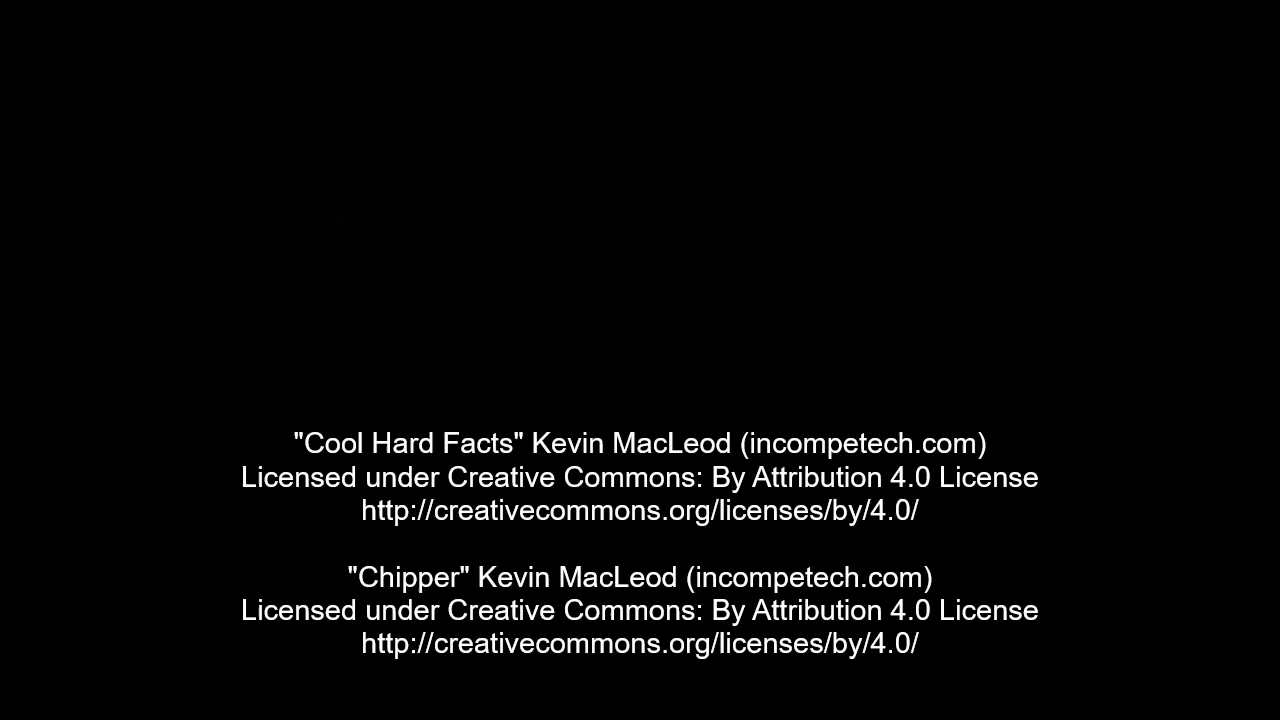 "Cool Hard Facts" Kevin MacLeod (incompetech.com)
Licensed under Creative Commons: By Attribution 4.0 License
http://creativecommons.org/licenses/by/4.0/
"Chipper" Kevin MacLeod (incompetech.com)
Licensed under Creative Commons: By Attribution 4.0 License
http://creativecommons.org/licenses/by/4.0/